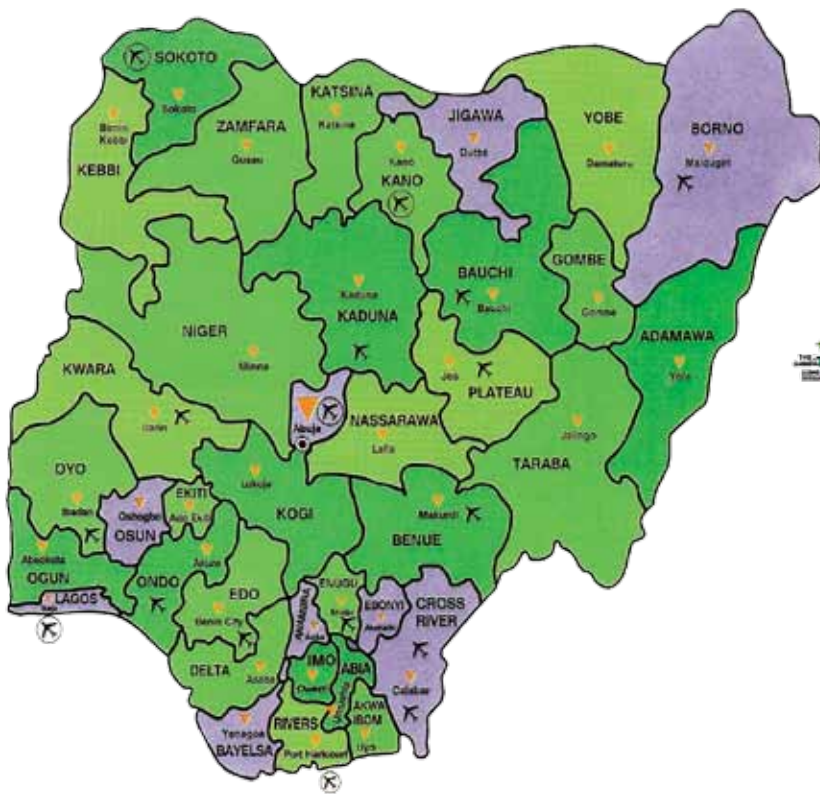 SOKOTO
Sokoto
KATSINA
Katsina
ZAMFARA
Gusau
Birnin
Kebbi
KEBBI
JIGAWA
Dutse
Kano
KANO
YOBE
Damaturu
BORNO
Maiduguri
BAUCHI
Bauchi
GOMBE
Gombe
Kaduna
KADUNA
ADAMAWA
Yola
NIGER
Minna
KWARA
Ilorin
Jos
PLATEAU
Abuja
NASSARAWA
Lafia
Jalingo
TARABA
OYO
Ibadan
Oshogbo
OSUN
EKITI
Ado Ekiti
Lokoja
KOGI
Makurdi
BENUE
Abeokuta
OGUN
Akure
ONDO
LAGOS
Ikeja
EDO
Benin City
ENUGU
Enugu
ANAMBRA
EBONYI
CROSS
RIVER
DELTA
Asaba
IMO
Owerri
ABIA
Umuahia
Calabar
AKWA
IBOM
Uyo
RIVERS
Port Harcourt
Yenagoa
BAYELSA